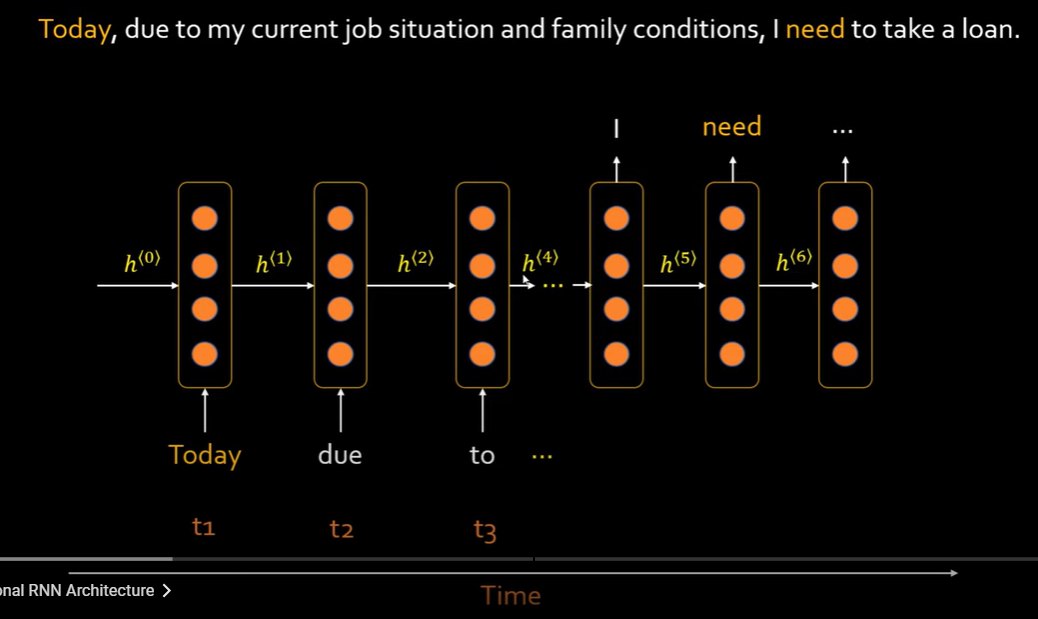 Today, due to my current job situation and family conditions, I need to take a loan.
I need ...
h⟨0⟩ h⟨1⟩ h⟨2⟩ h⟨4⟩ ... h⟨5⟩ h⟨6⟩
Today due to ...
t1 t2 t3
onal RNN Architecture >
Time